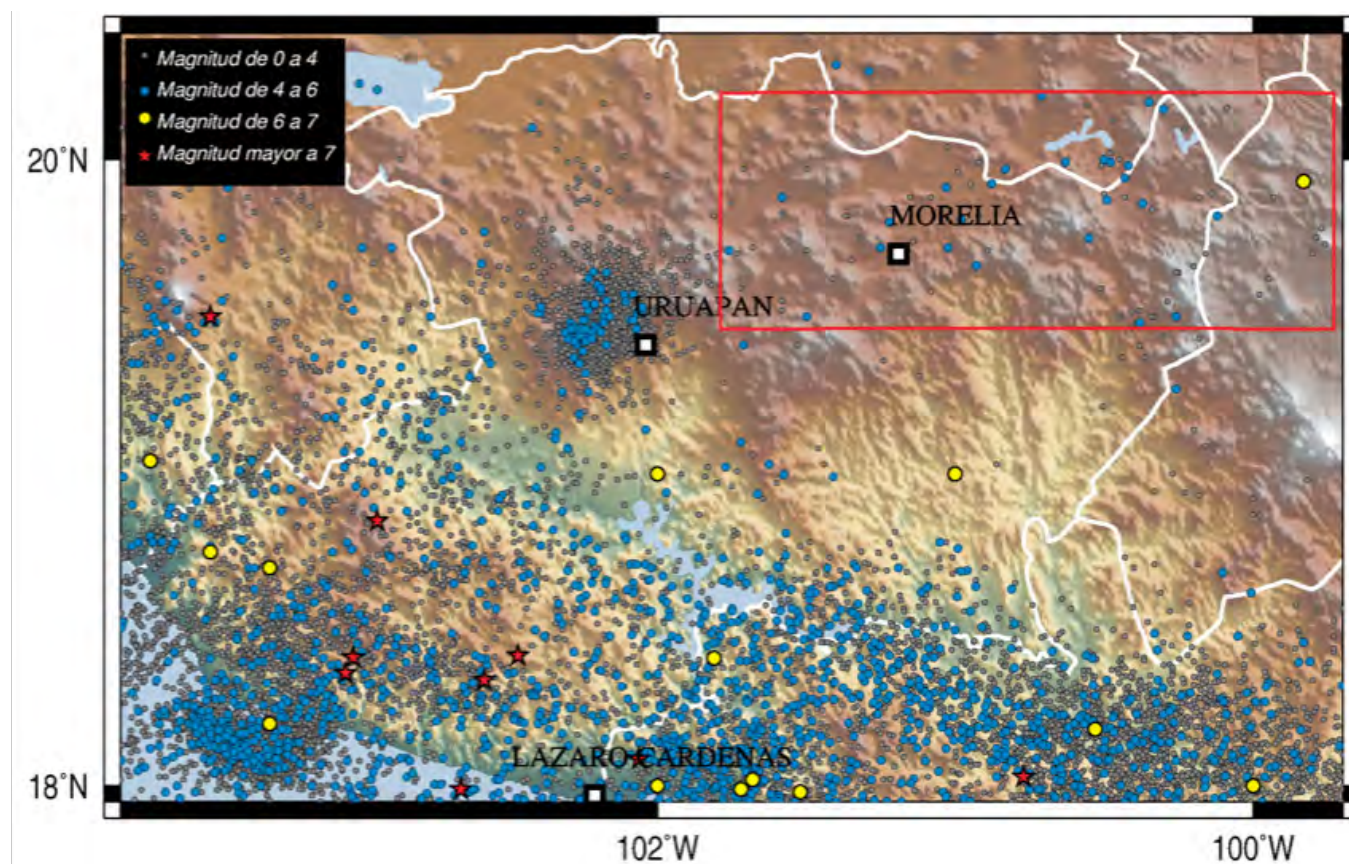 Magnitud de 0 a 4
Magnitud de 4 a 6
Magnitud de 6 a 7
Magnitud mayor a 7
20°N
MORELIA
URUAPAN
LAZARO CARDENAS
18°N
102°W
100°W